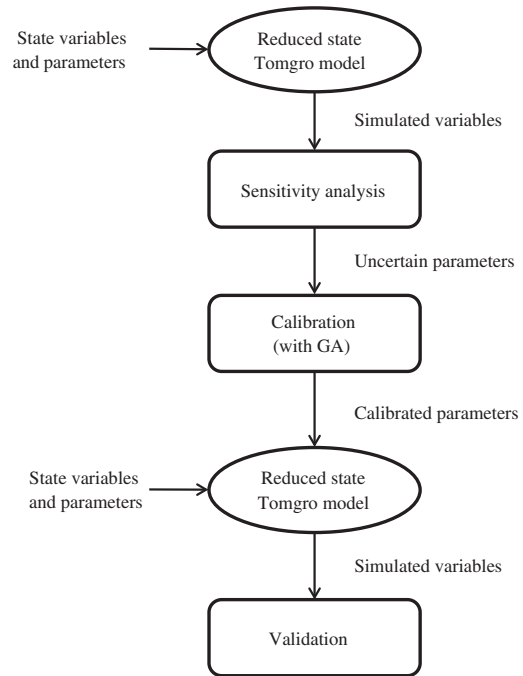 State variables
and parameters
Reduced state
Tomgro model
Simulated variables
Sensitivity analysis
Uncertain parameters
Calibration
(with GA)
Calibrated parameters
State variables
and parameters
Reduced state
Tomgro model
Simulated variables
Validation